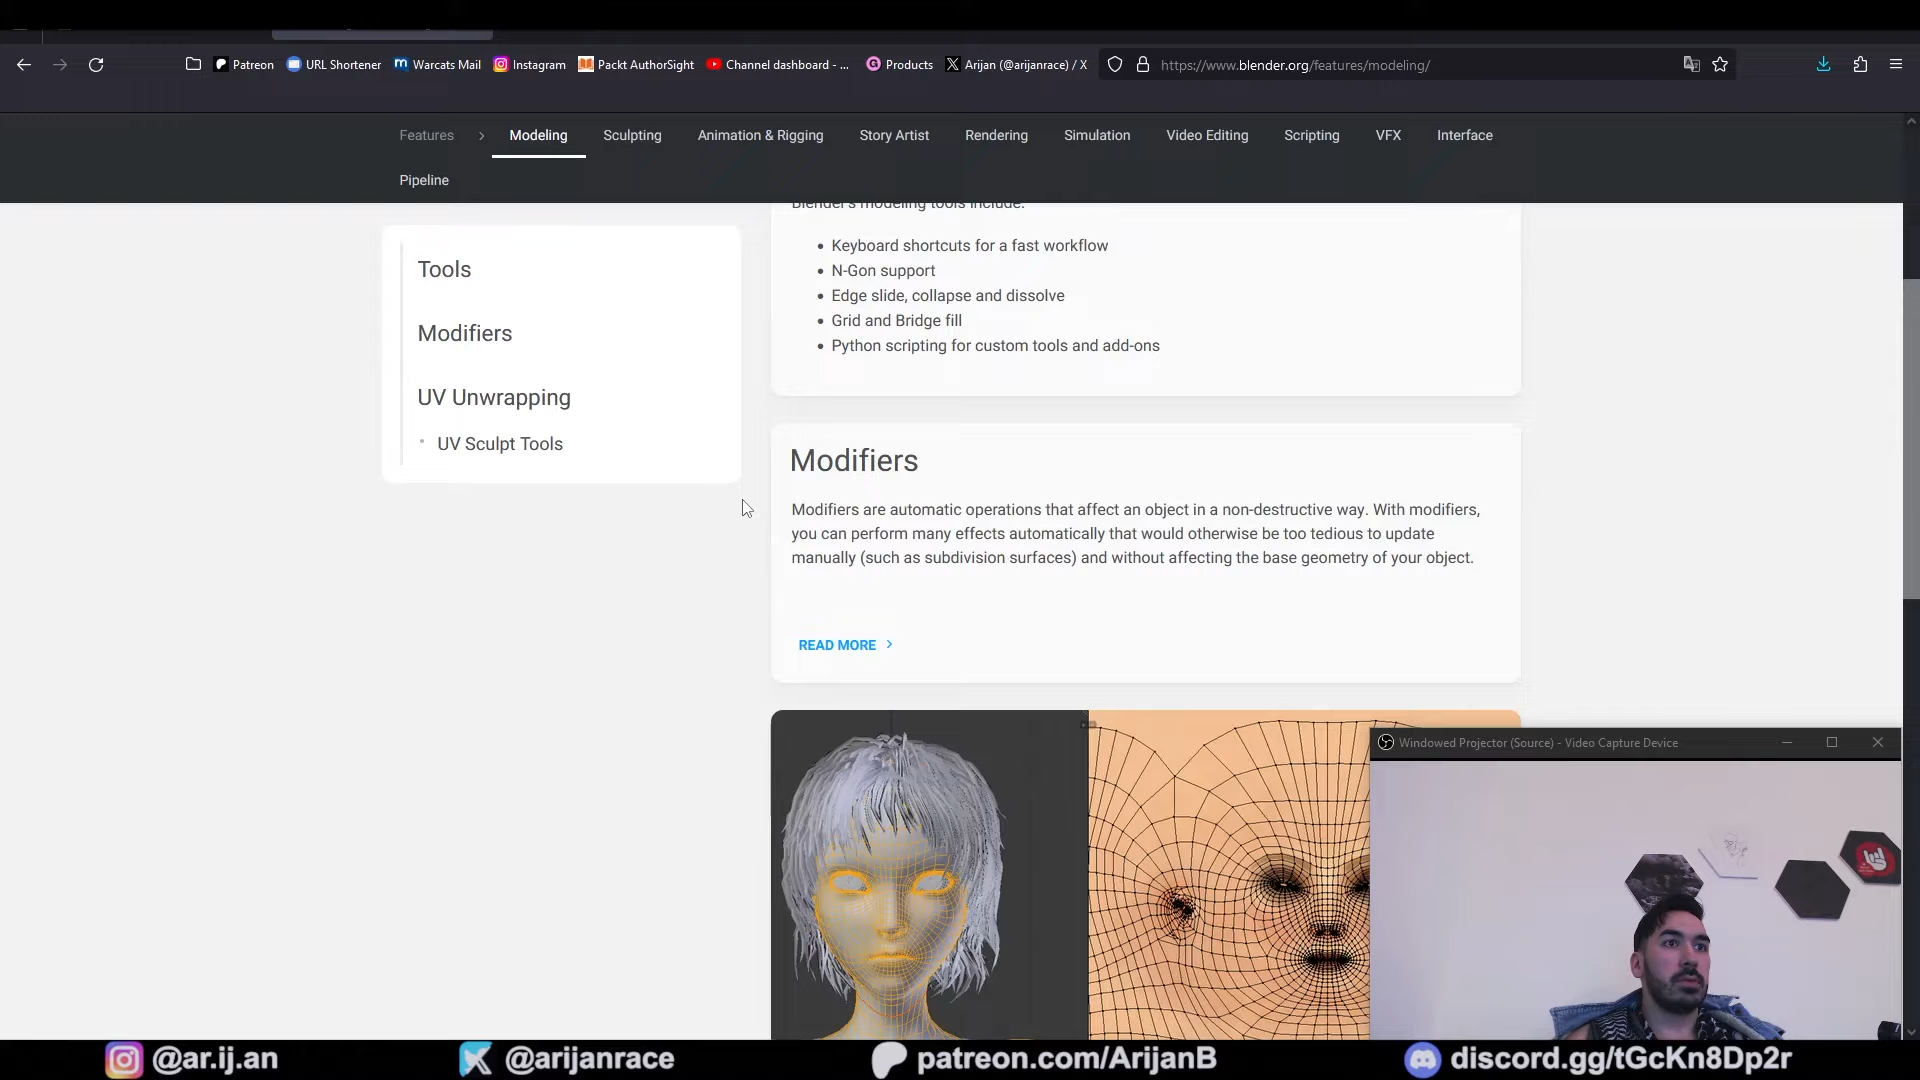 Patreon
URL Shortener
Warcats Mail
Instagram
Packt AuthorSight
Channel dashboard - ...
Products
Arijan (@arijanrace) / X
https://www.blender.org/features/modeling/
Features
Modeling
Sculpting
Animation & Rigging
Story Artist
Rendering
Simulation
Video Editing
Scripting
VFX
Interface
Pipeline
Tools
Modifiers
UV Unwrapping
UV Sculpt Tools
Blender's modeling tools include:
Keyboard shortcuts for a fast workflow
N-Gon support
Edge slide, collapse and dissolve
Grid and Bridge fill
Python scripting for custom tools and add-ons
Modifiers
Modifiers are automatic operations that affect an object in a non-destructive way. With modifiers,
you can perform many effects automatically that would otherwise be too tedious to update
manually (such as subdivision surfaces) and without affecting the base geometry of your object.
READ MORE
Windowed Projector (Source) - Video Capture Device
@ar.ij.an
@arijanrace
patreon.com/ArijanB
discord.gg/tGcKn8Dp2r